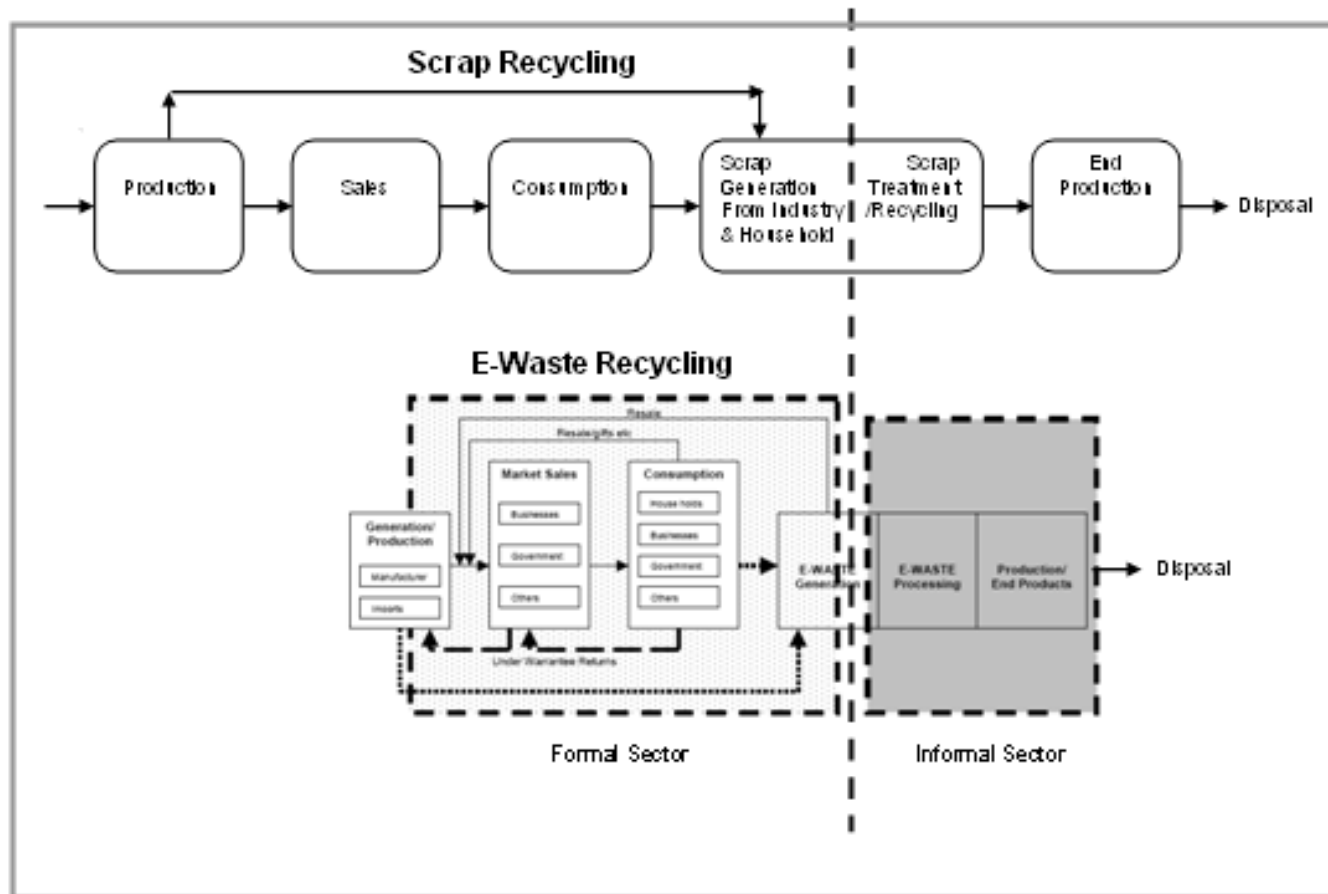 Scrap Recycling
Production
Sales
Consumption
Scrap
Generation
From Industry
& Household
Scrap
Treatment
/Recycling
End
Production
Disposal
E-Waste Recycling
Resale
Resale/gifts etc
Generation/
Production
Manufacturer
Imports
Market Sales
Businesses
Government
Others
Consumption
House holds
Businesses
Government
Others
E-WASTE
Generation
E-WASTE
Processing
Production/
End Products
Disposal
Under Warrantee Returns
Formal Sector
Informal Sector